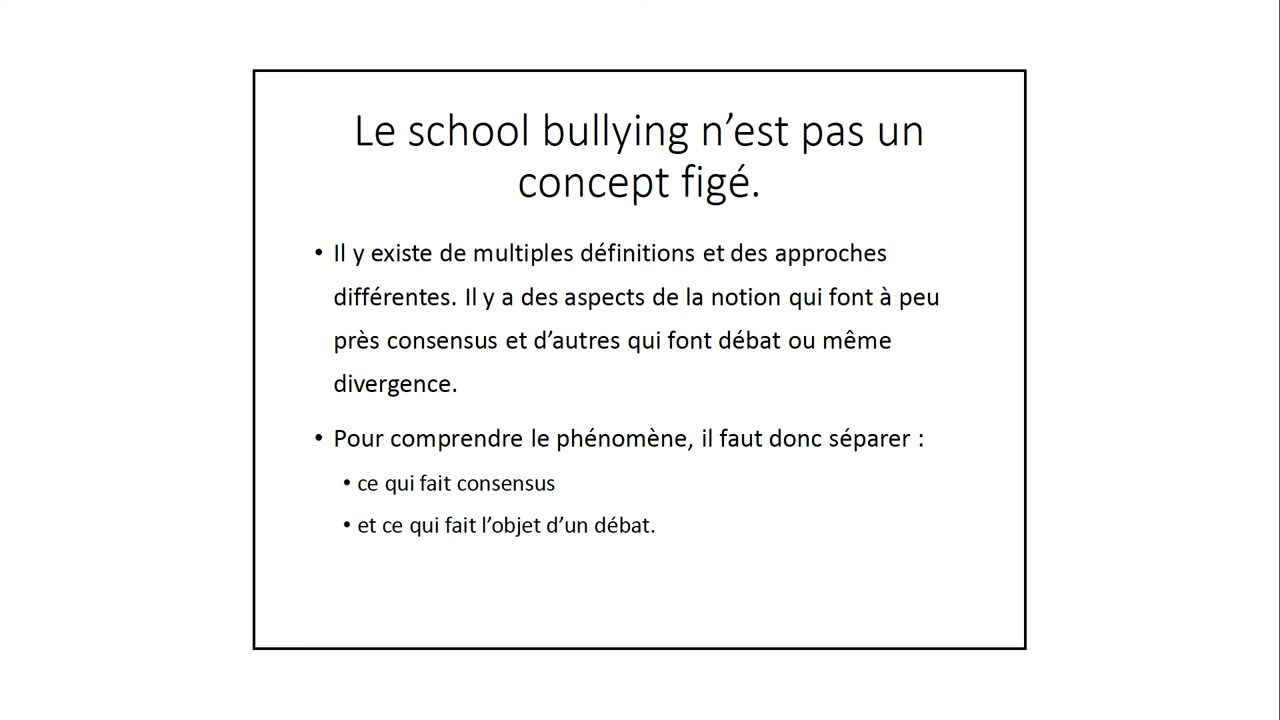 Le school bullying n’est pas un
concept figé.
• Il y existe de multiples définitions et des approches
différentes. Il y a des aspects de la notion qui font à peu
près consensus et d’autres qui font débat ou même
divergence.
• Pour comprendre le phénomène, il faut donc séparer :
• ce qui fait consensus
• et ce qui fait l’objet d’un débat.